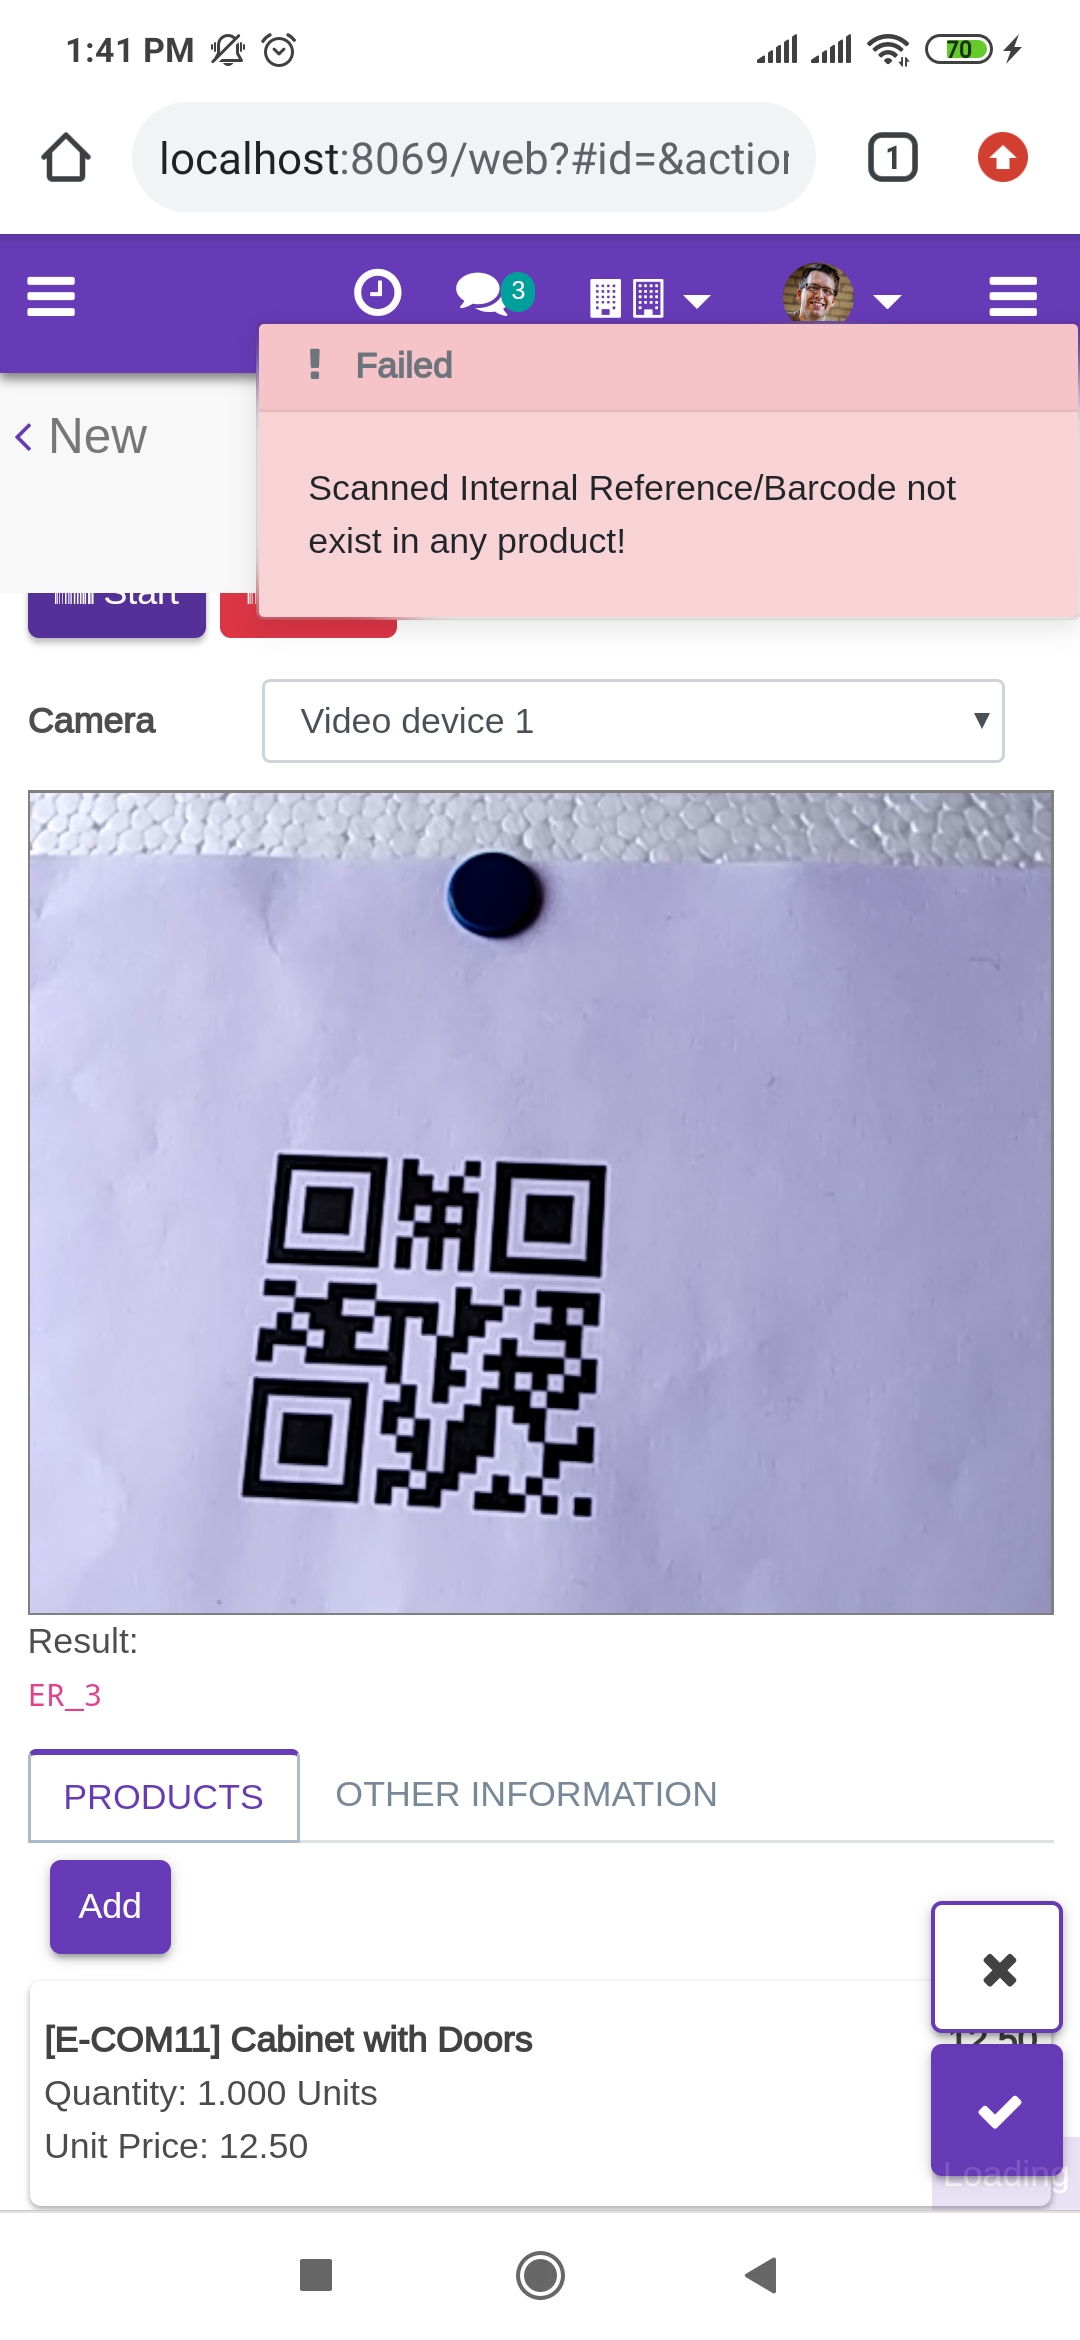 1:41 PM
70
localhost:8069/web?#id=&action
1
3
Failed
New
Scanned Internal Reference/Barcode not
exist in any product!
Start
Camera
Video device 1
Result:
ER_3
PRODUCTS
OTHER INFORMATION
Add
[E-COM11] Cabinet with Doors
12.50
Quantity: 1.000 Units
Unit Price: 12.50
Loading